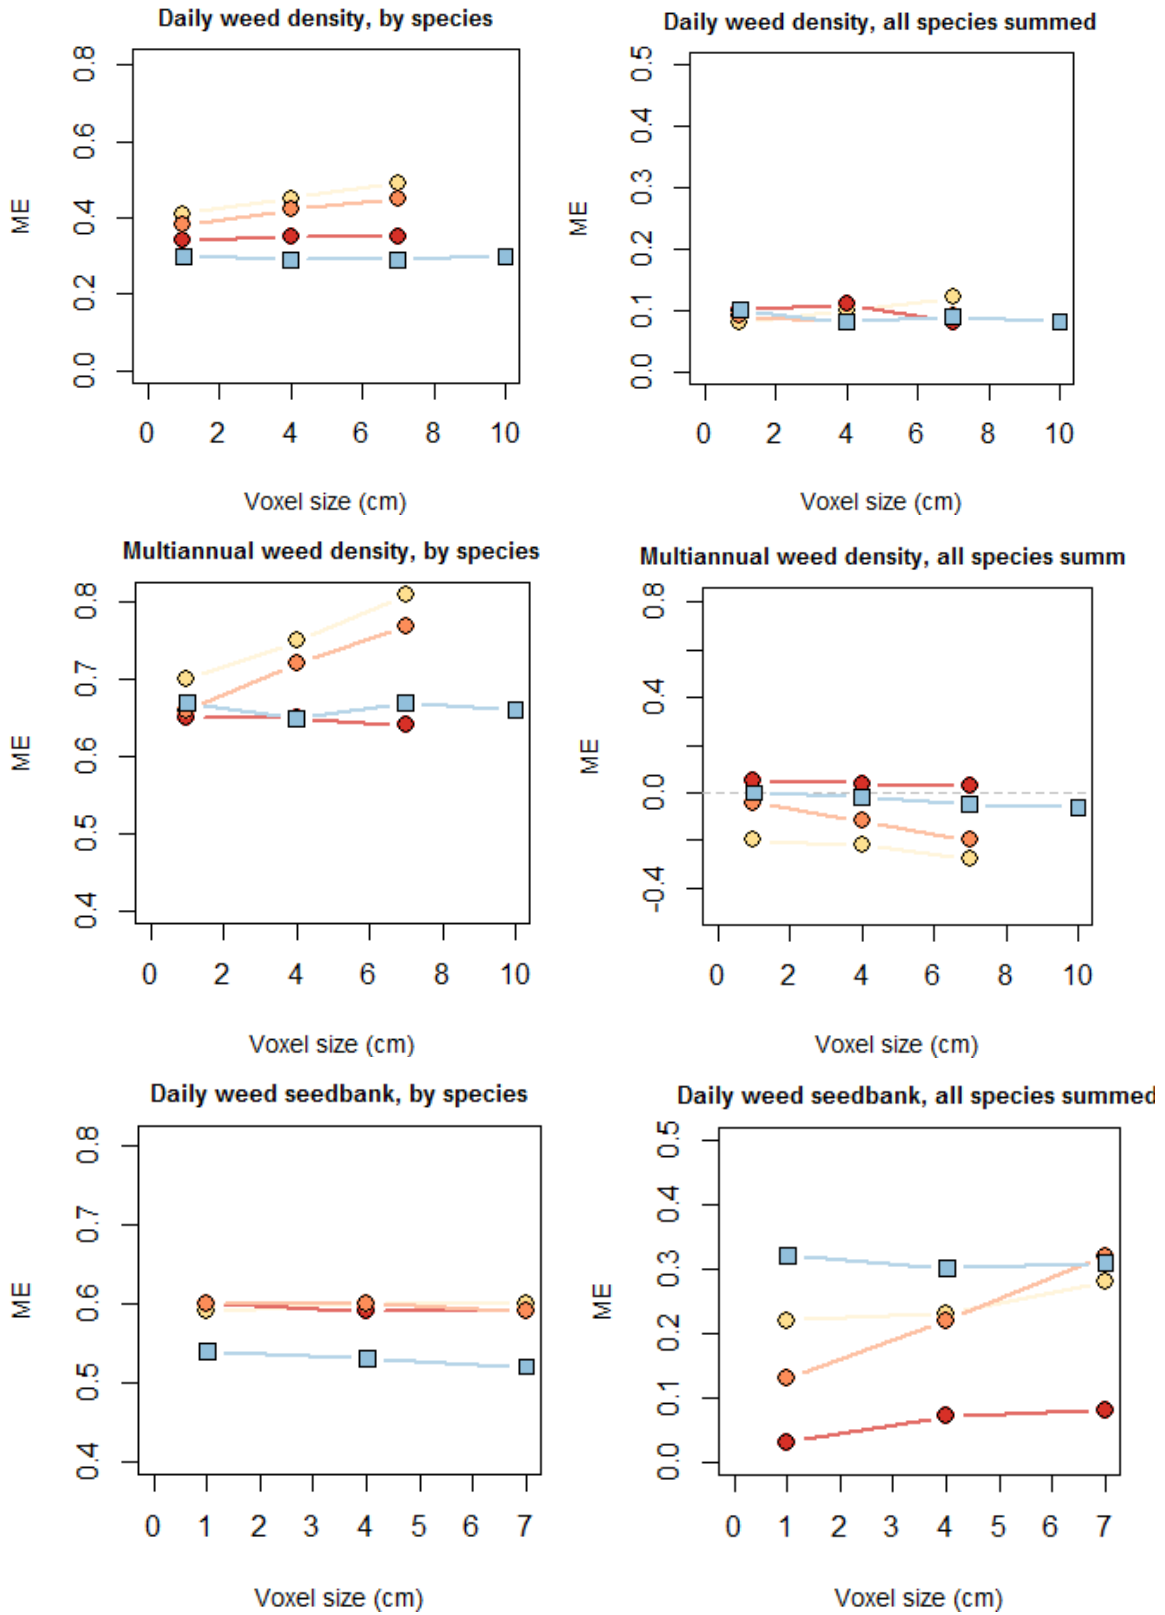 Daily weed density, by species
ME
0.0 0.2 0.4 0.6 0.8
0 2 4 6 8 10
Voxel size (cm)
Daily weed density, all species summed
ME
0.0 0.1 0.2 0.3 0.4 0.5
0 2 4 6 8 10
Voxel size (cm)
Multiannual weed density, by species
ME
0.4 0.5 0.6 0.7 0.8
0 2 4 6 8 10
Voxel size (cm)
Multiannual weed density, all species summ
ME
-0.4 0.0 0.4 0.8
0 2 4 6 8 10
Voxel size (cm)
Daily weed seedbank, by species
ME
0.4 0.5 0.6 0.7 0.8
0 1 2 3 4 5 6 7
Voxel size (cm)
Daily weed seedbank, all species summed
ME
0.0 0.1 0.2 0.3 0.4 0.5
0 1 2 3 4 5 6 7
Voxel size (cm)